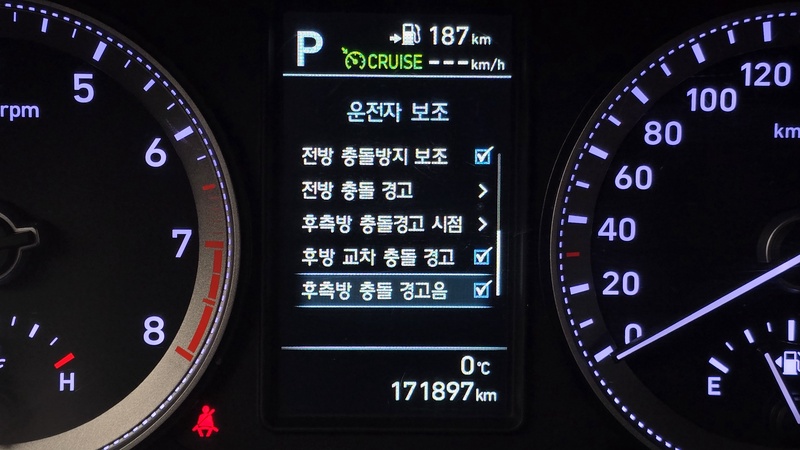 P
187 km
CRUISE ---km/h
운전자 보조
전방 충돌방지 보조
전방 충돌 경고
후측방 충돌경고 시점
후방 교차 충돌 경고
후측방 충돌 경고음
0℃
171897km
rpm
5
6
7
8
H
120
100
80
60
40
20
0
km
E